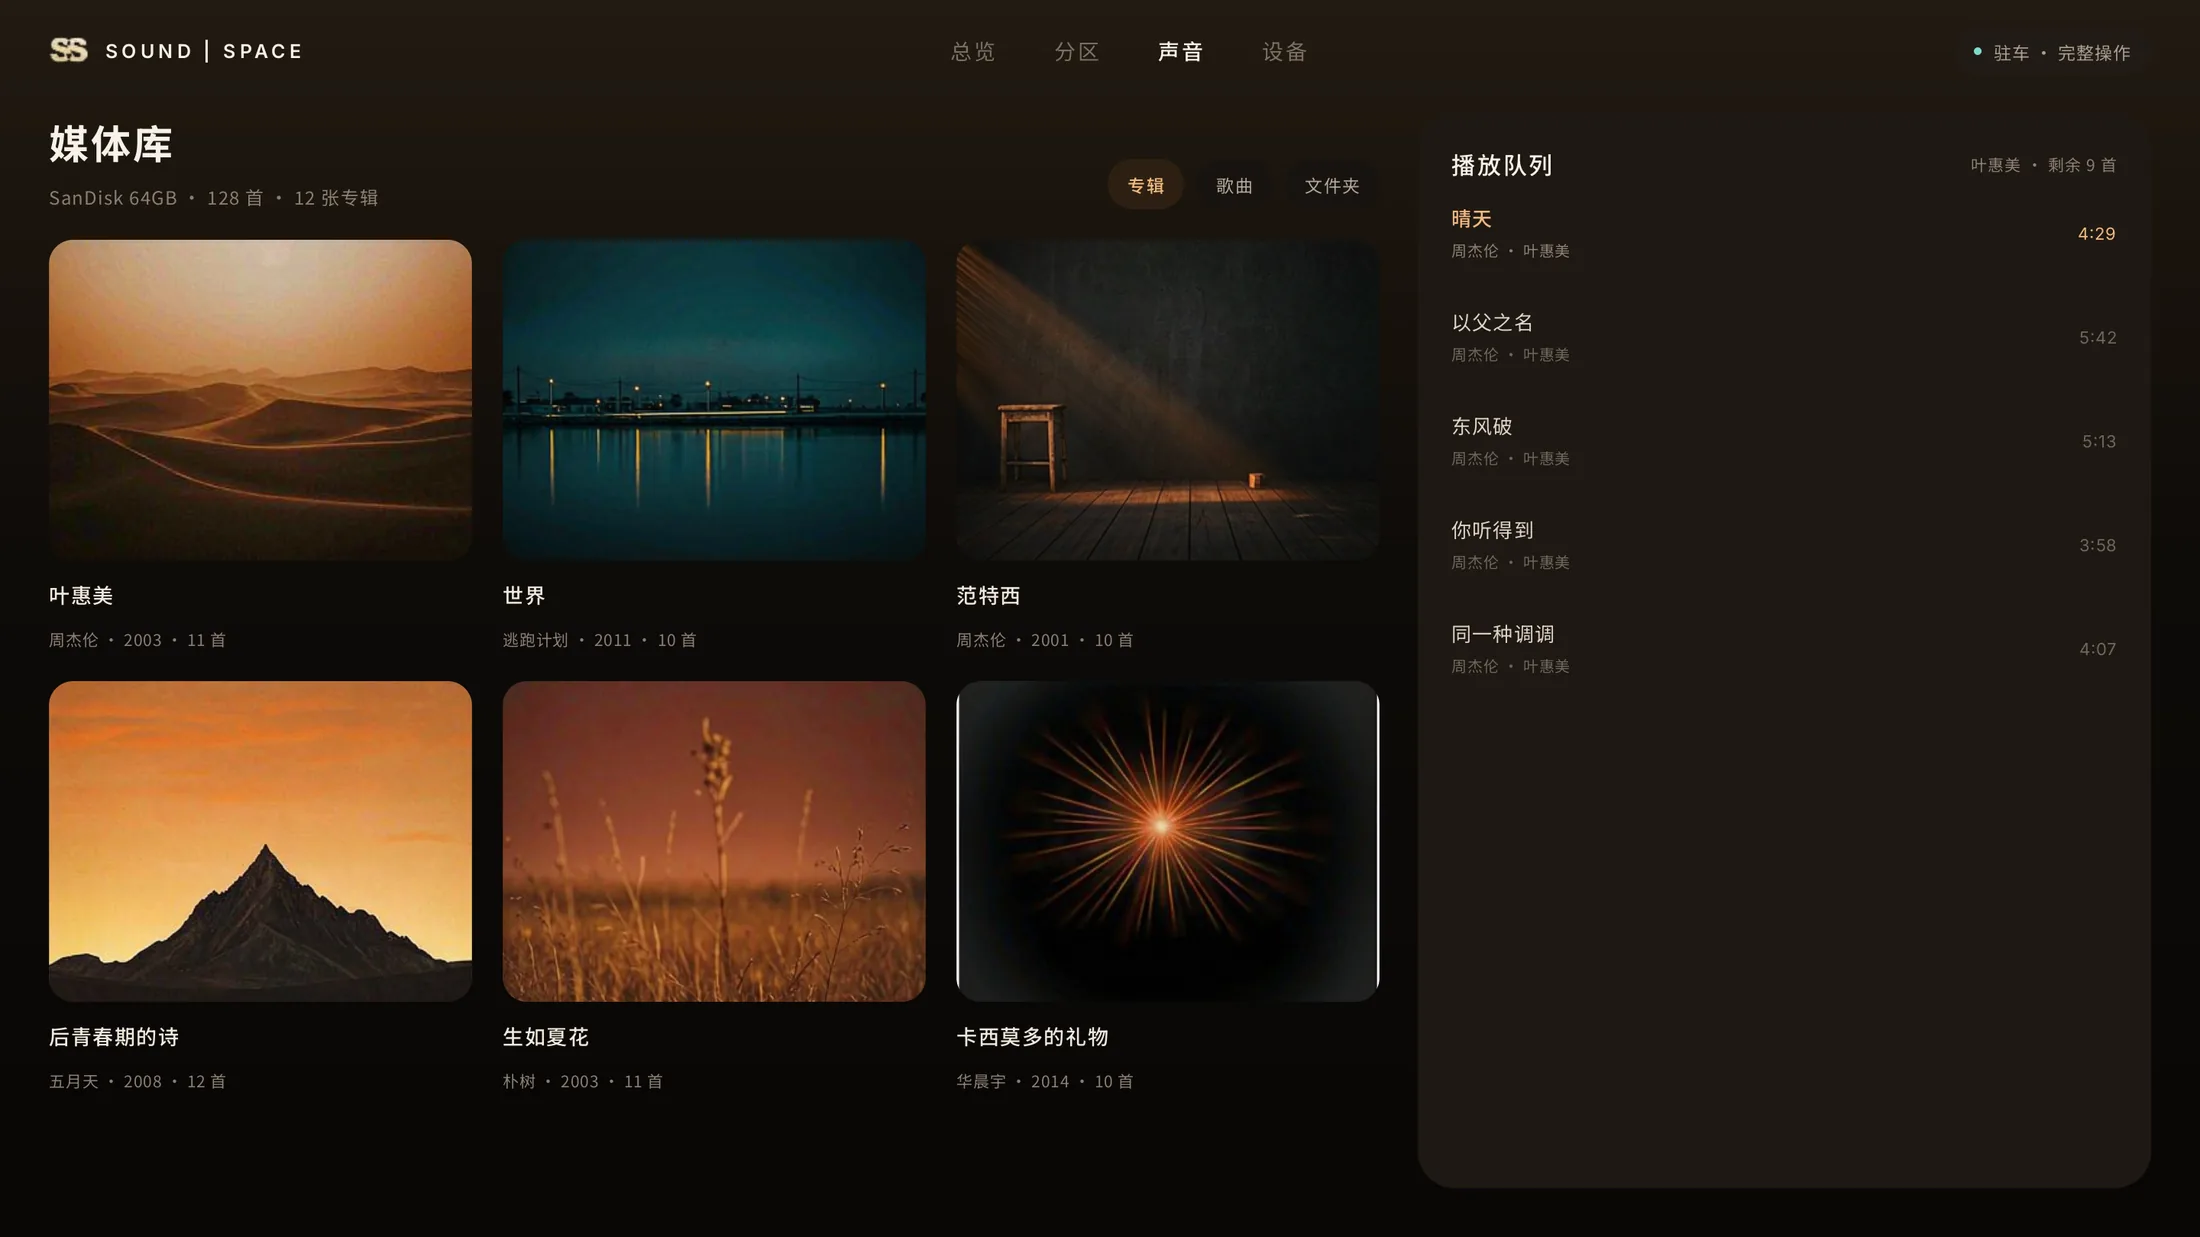 SS SOUND | SPACE
总览 分区 声音 设备
驻车 · 完整操作
媒体库
SanDisk 64GB · 128 首 · 12 张专辑
专辑 歌曲 文件夹
叶惠美
周杰伦 · 2003 · 11 首
世界
逃跑计划 · 2011 · 10 首
范特西
周杰伦 · 2001 · 10 首
后青春期的诗
五月天 · 2008 · 12 首
生如夏花
朴树 · 2003 · 11 首
卡西莫多的礼物
华晨宇 · 2014 · 10 首
播放队列
叶惠美 · 剩余 9 首
晴天
周杰伦 · 叶惠美
4:29
以父之名
周杰伦 · 叶惠美
5:42
东风破
周杰伦 · 叶惠美
5:13
你听得到
周杰伦 · 叶惠美
3:58
同一种调调
周杰伦 · 叶惠美
4:07